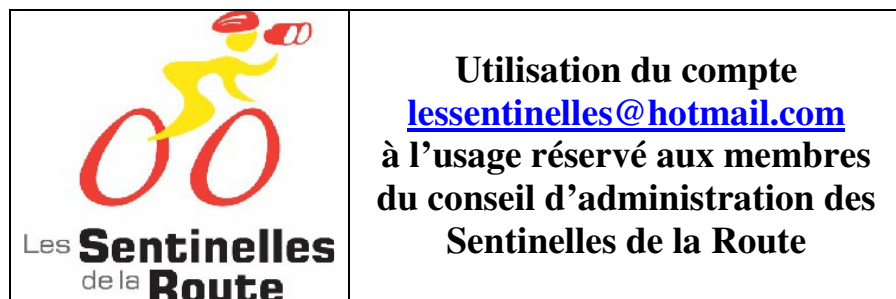 Les Sentinelles
de la Route
Utilisation du compte
lessentinelles@hotmail.com
à l’usage réservé aux membres
du conseil d’administration des
Sentinelles de la Route